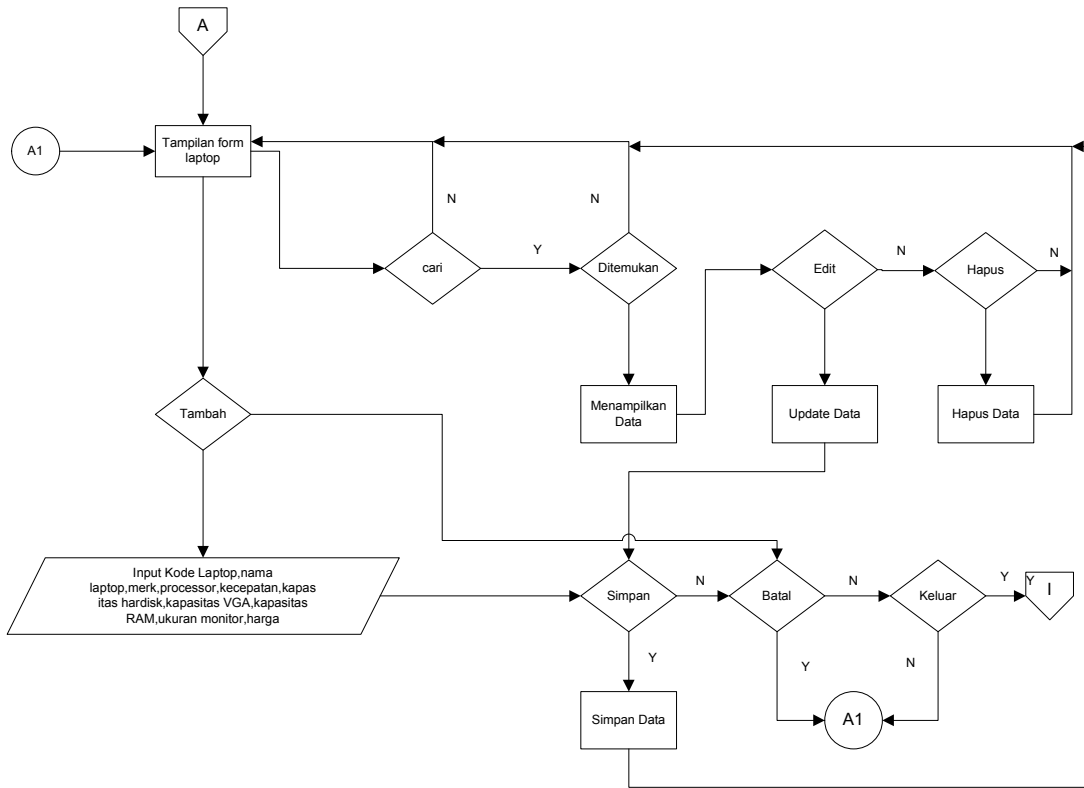 A
A1
Tampilan form
laptop
N
N
cari
Y
Ditemukan
Edit
N
Hapus
N
Menampilkan
Data
Update Data
Hapus Data
Tambah
Input Kode Laptop,nama
laptop,merk,processor,kecepatan,kapas
itas hardisk,kapasitas VGA,kapasitas
RAM,ukuran monitor,harga
Simpan
N
Batal
N
Keluar
Y
Y
I
Y
Y
N
Simpan Data
A1